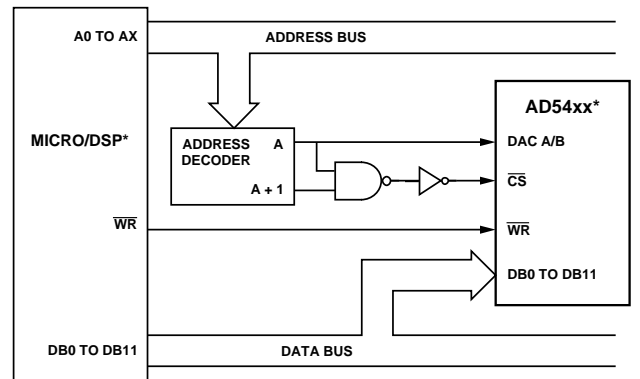 A0 TO AX
ADDRESS BUS
AD54xx*
MICRO/DSP*
ADDRESS
DECODER
A
A + 1
DAC A/B
CS
WR
WR
DB0 TO DB11
DB0 TO DB11
DATA BUS